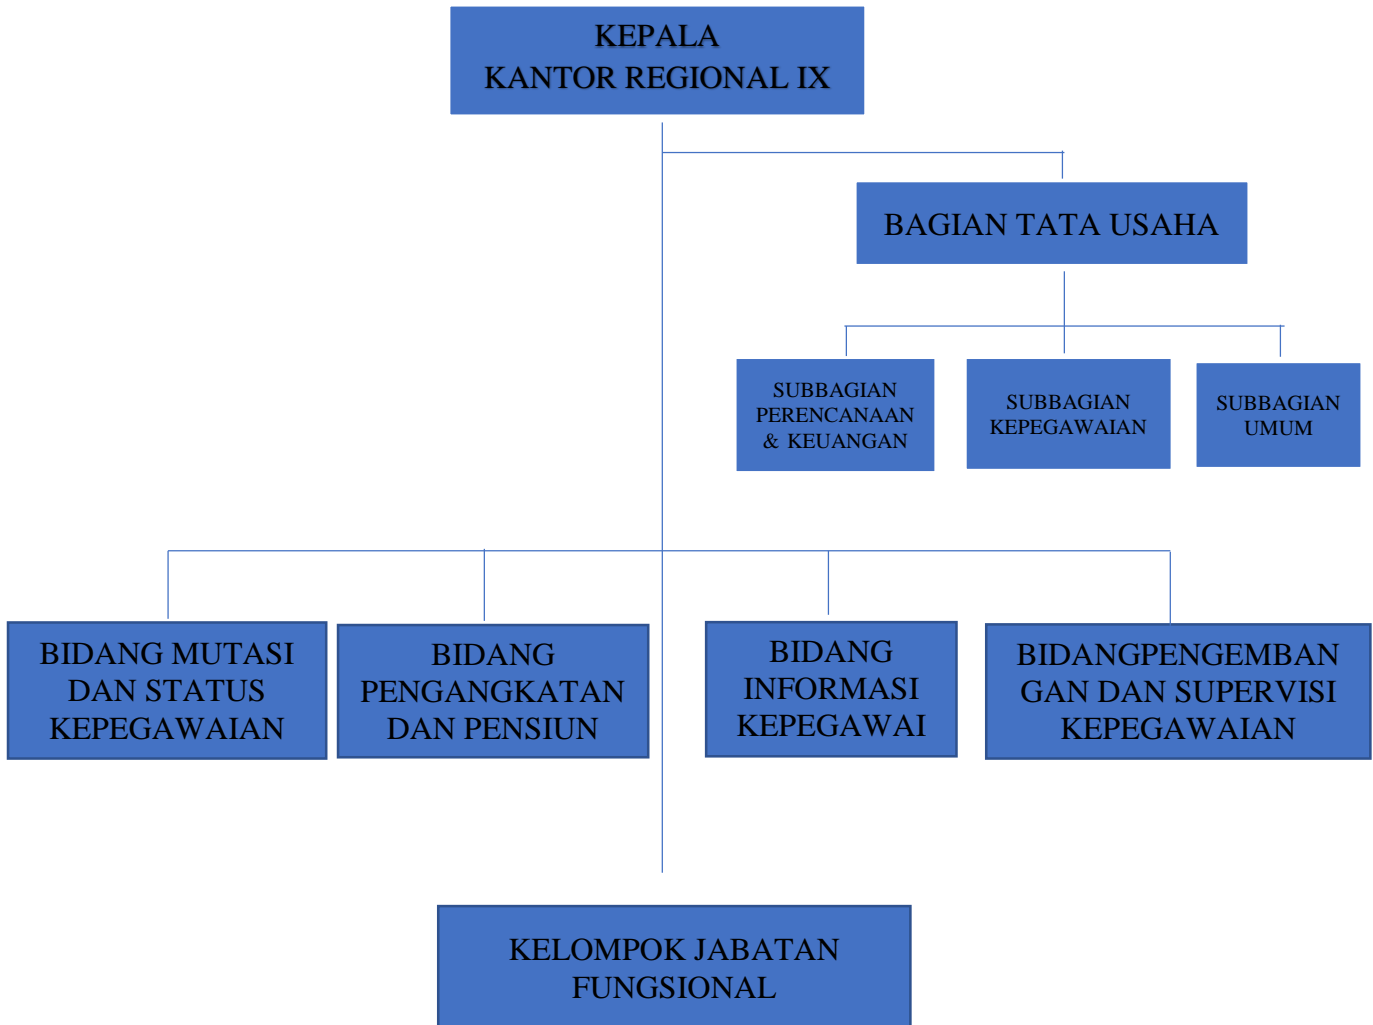 KEPALA
KANTOR REGIONAL IX
BAGIAN TATA USAHA
SUBBAGIAN
PERENCANAAN
& KEUANGAN
SUBBAGIAN
KEPEGAWAIAN
SUBBAGIAN
UMUM
BIDANG MUTASI
DAN STATUS
KEPEGAWAIAN
BIDANG
PENGANGKATAN
DAN PENSIUN
BIDANG
INFORMASI
KEPEGAWAI
BIDANGPENGEMBAN
GAN DAN SUPERVISI
KEPEGAWAIAN
KELOMPOK JABATAN
FUNGSIONAL